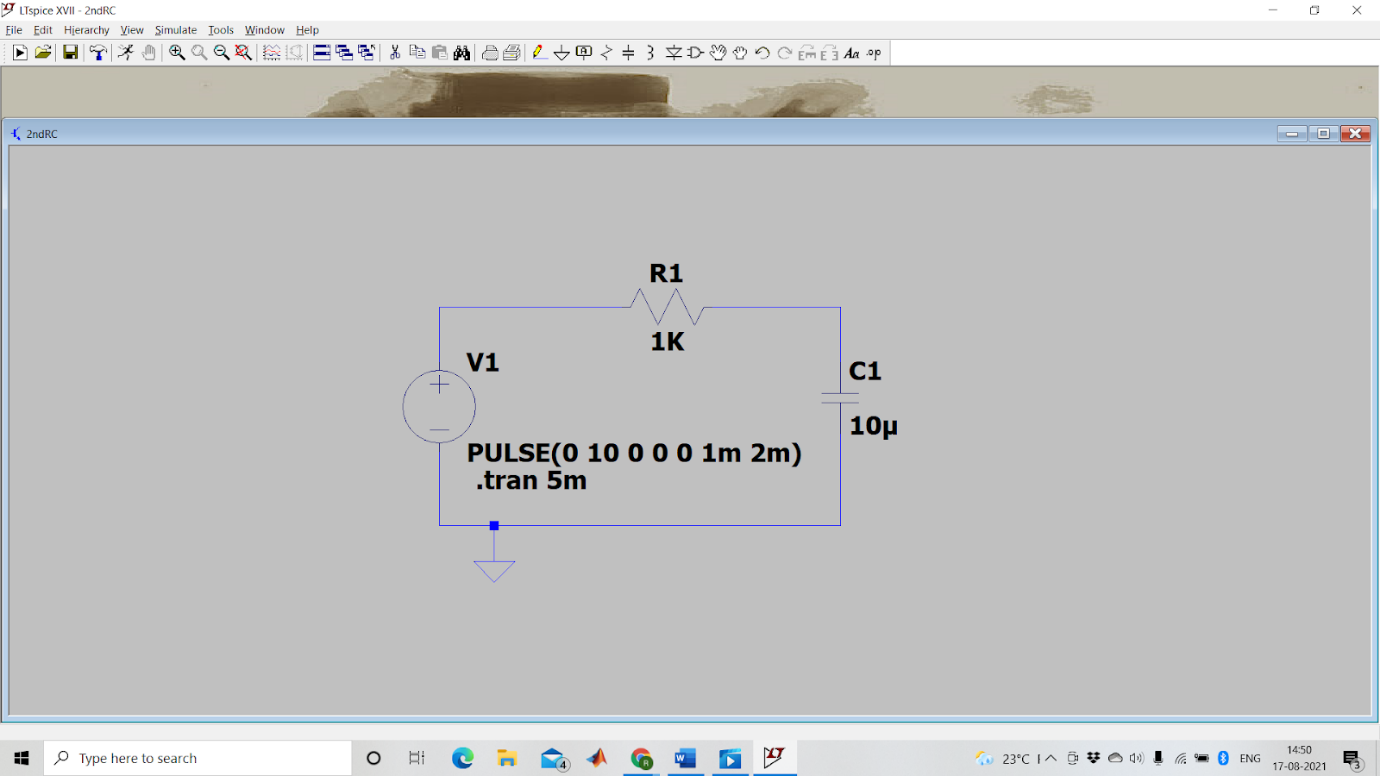 LTspice XVII - 2ndRC
File Edit Hierarchy View Simulate Tools Window Help
2ndRC
R1
1K
V1
C1
10µ
PULSE(0 10 0 0 0 1m 2m)
.tran 5m
Type here to search
4
23°C
ENG
14:50
17-08-2021
3